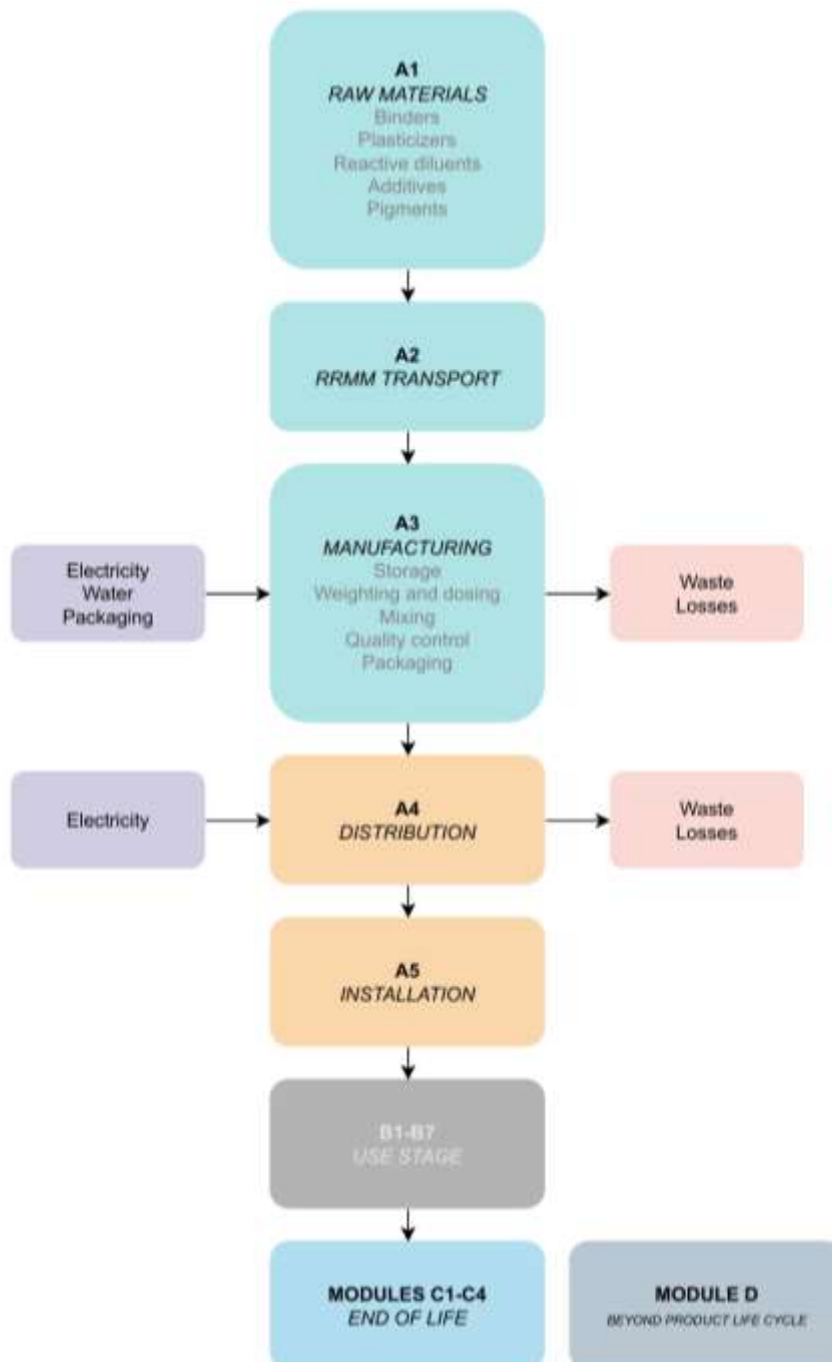 A1
RAW MATERIALS
Binders
Plasticizers
Reactive diluents
Additives
Pigments
A2
RRMM TRANSPORT
A3
MANUFACTURING
Storage
Weighting and dosing
Mixing
Quality control
Packaging
Electricity
Water
Packaging
Waste
Losses
Electricity
A4
DISTRIBUTION
Waste
Losses
A5
INSTALLATION
B1-B7
USE STAGE
MODULES C1-C4
END OF LIFE
MODULE D
BEYOND PRODUCT LIFE CYCLE